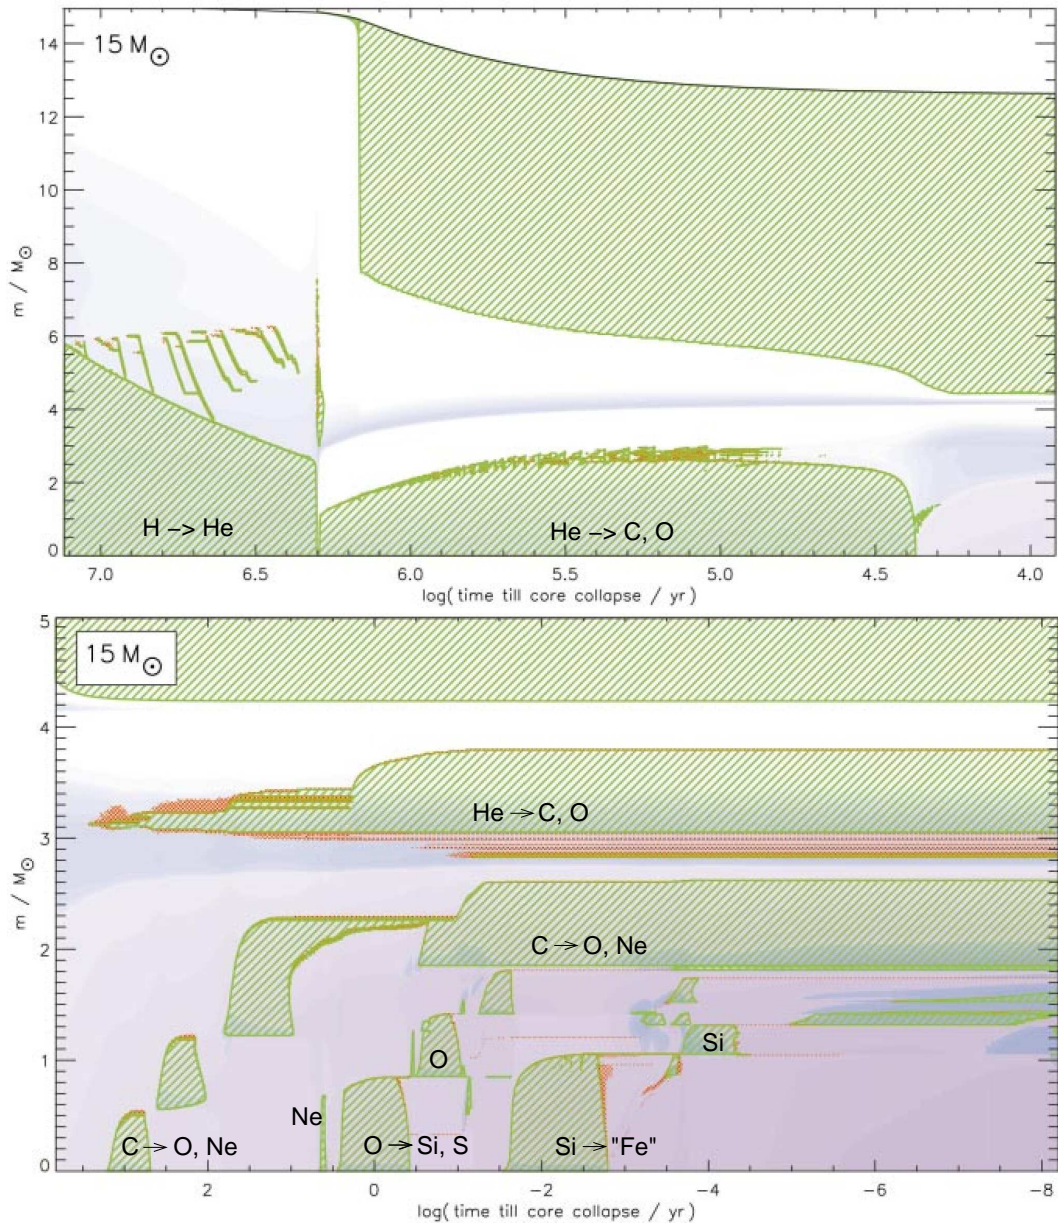 15 M⊙
14
12
10
8
6
4
2
0
m / M⊙
H −> He
He −> C, O
7.0 6.5 6.0 5.5 5.0 4.5 4.0
log( time till core collapse / yr)
15 M⊙
5
4
3
2
1
0
m / M⊙
He → C, O
C → O, Ne
Si
O
Ne
C → O, Ne
O → Si, S
Si → "Fe"
2 0 −2 −4 −6 −8
log( time till core collapse / yr)